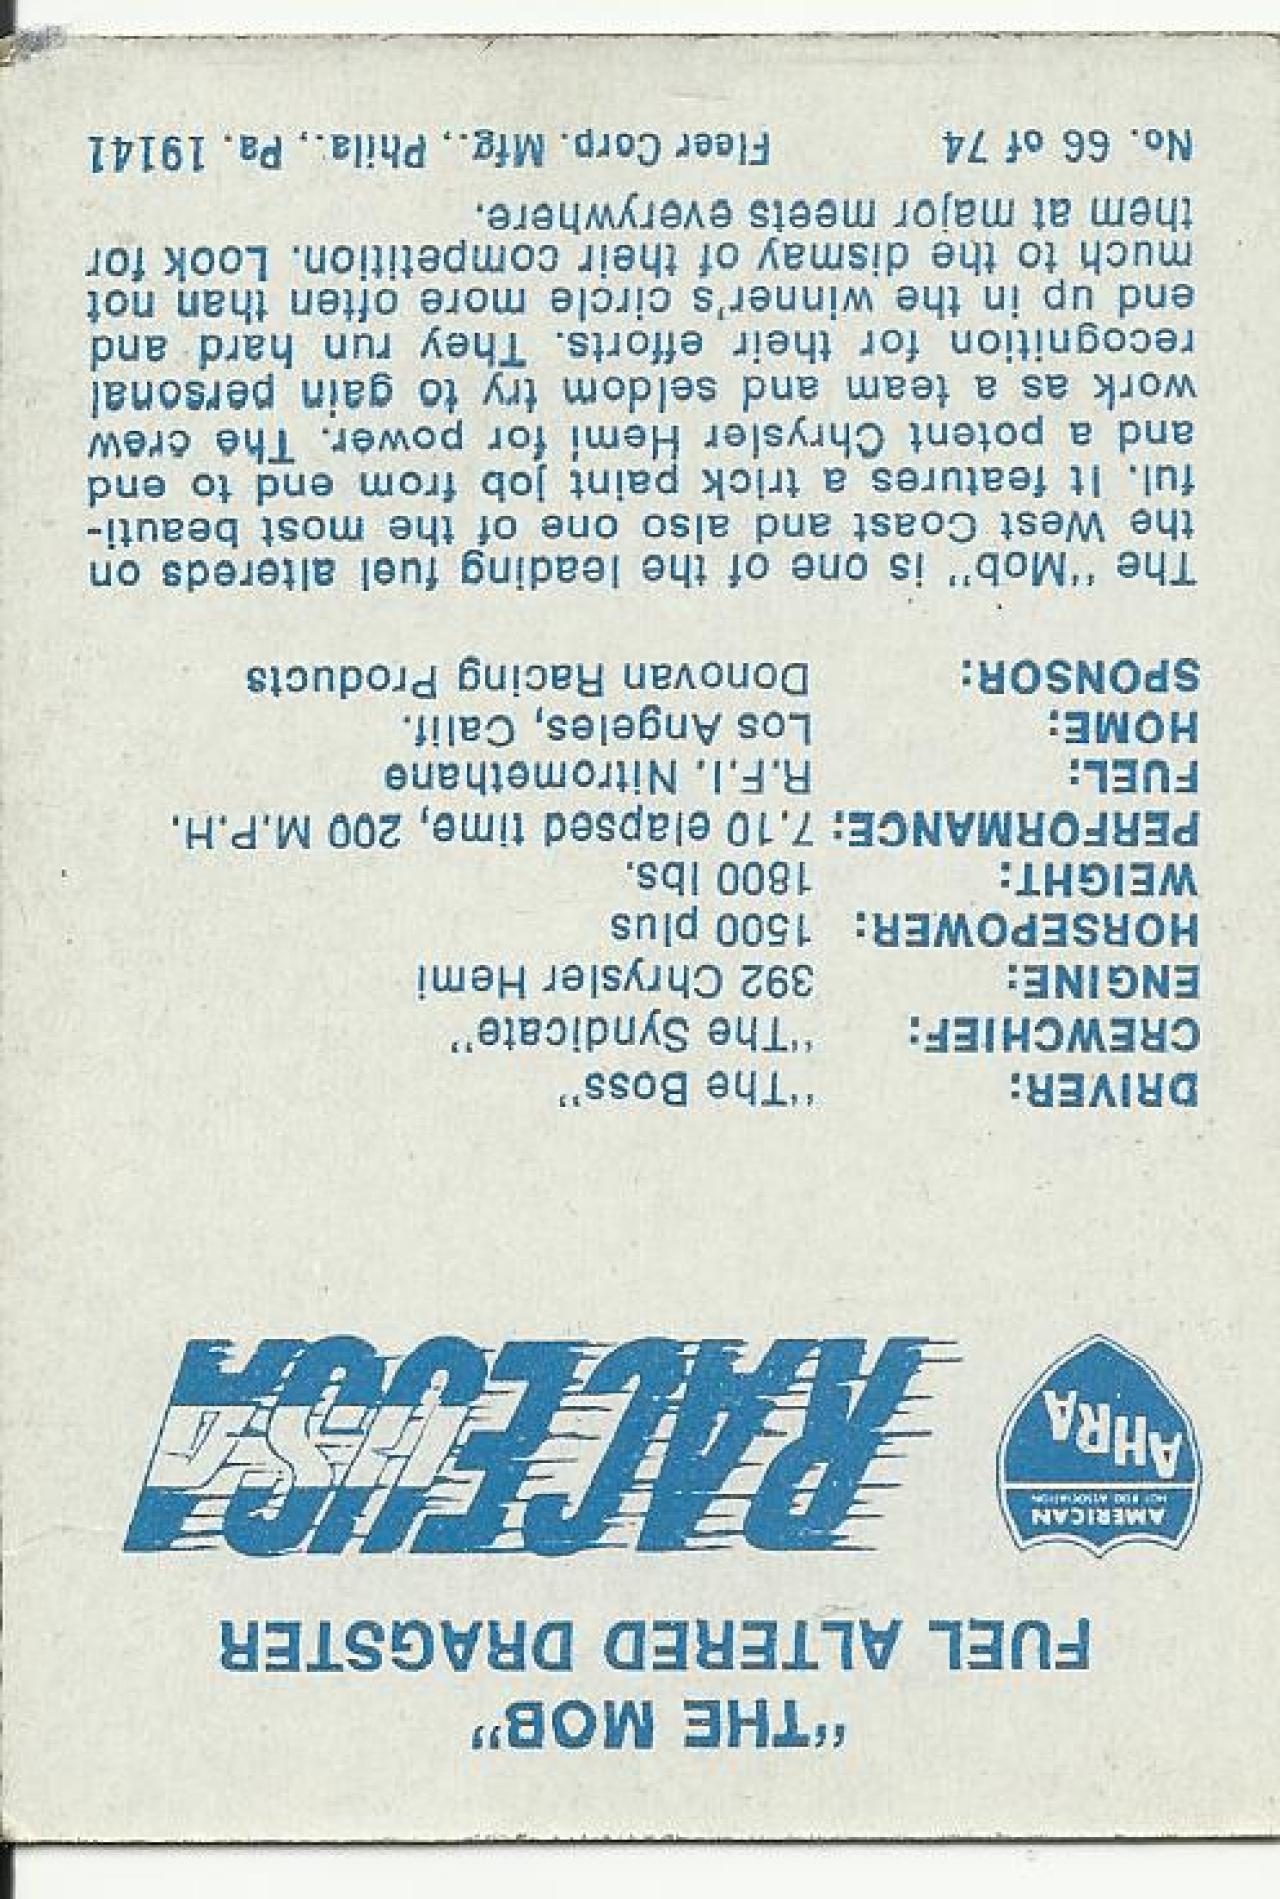 "THE MOB"
FUEL ALTERED DRAGSTER
AMERICAN
HOT ROD ASSOCIATION
AHRA
RACE USA
DRIVER: "The Boss"
CREWCHIEF: "The Syndicate"
ENGINE: 392 Chrysler Hemi
HORSEPOWER: 1500 plus
WEIGHT: 1800 lbs.
PERFORMANCE: 7.10 elapsed time, 200 M.P.H.
FUEL: R.F.I. Nitromethane
HOME: Los Angeles, Calif.
SPONSOR: Donovan Racing Products
The "Mob" is one of the leading fuel altereds on
the West Coast and also one of the most beauti-
ful. It features a trick paint job from end to end
and a potent Chrysler Hemi for power. The crew
work as a team and seldom try to gain personal
recognition for their efforts. They run hard and
end up in the winner's circle more often than not
much to the dismay of their competition. Look for
them at major meets everywhere.
No. 66 of 74 Fleer Corp. Mfg., Phila., Pa. 19141